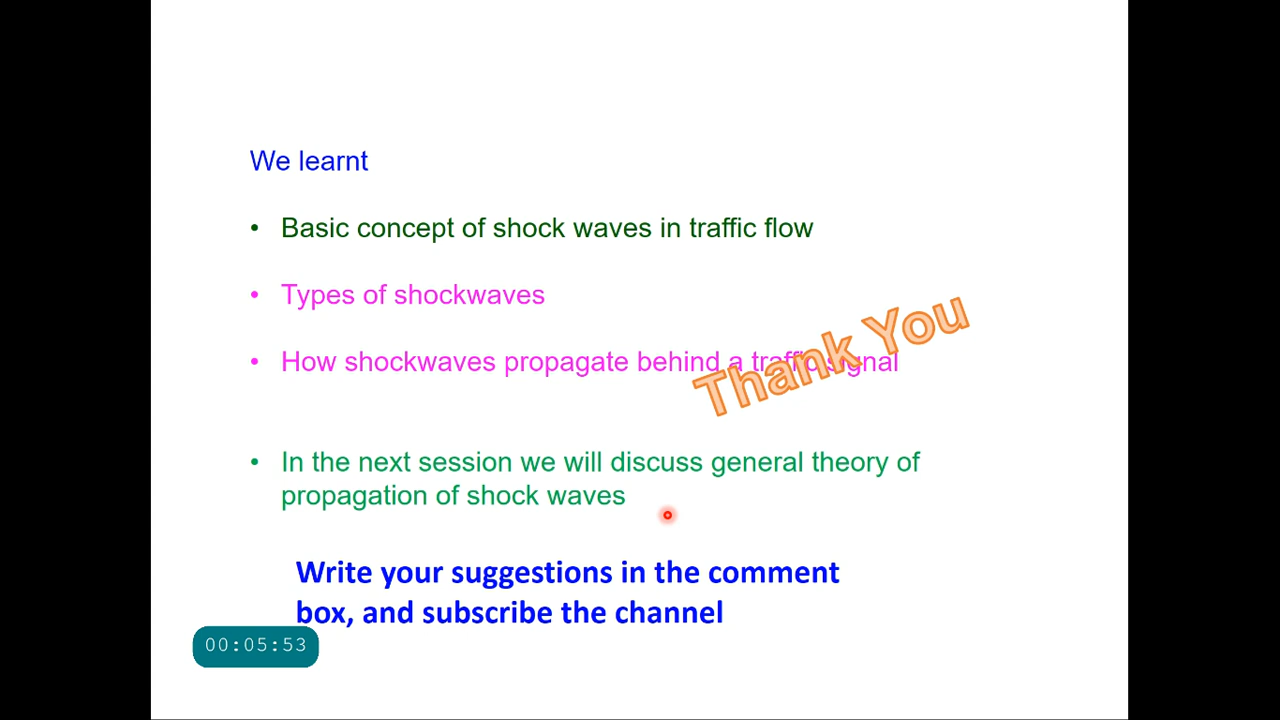 We learnt
• Basic concept of shock waves in traffic flow
• Types of shockwaves
• How shockwaves propagate behind a traffic signal
Thank You
• In the next session we will discuss general theory of
propagation of shock waves
Write your suggestions in the comment
box, and subscribe the channel
00:05:53